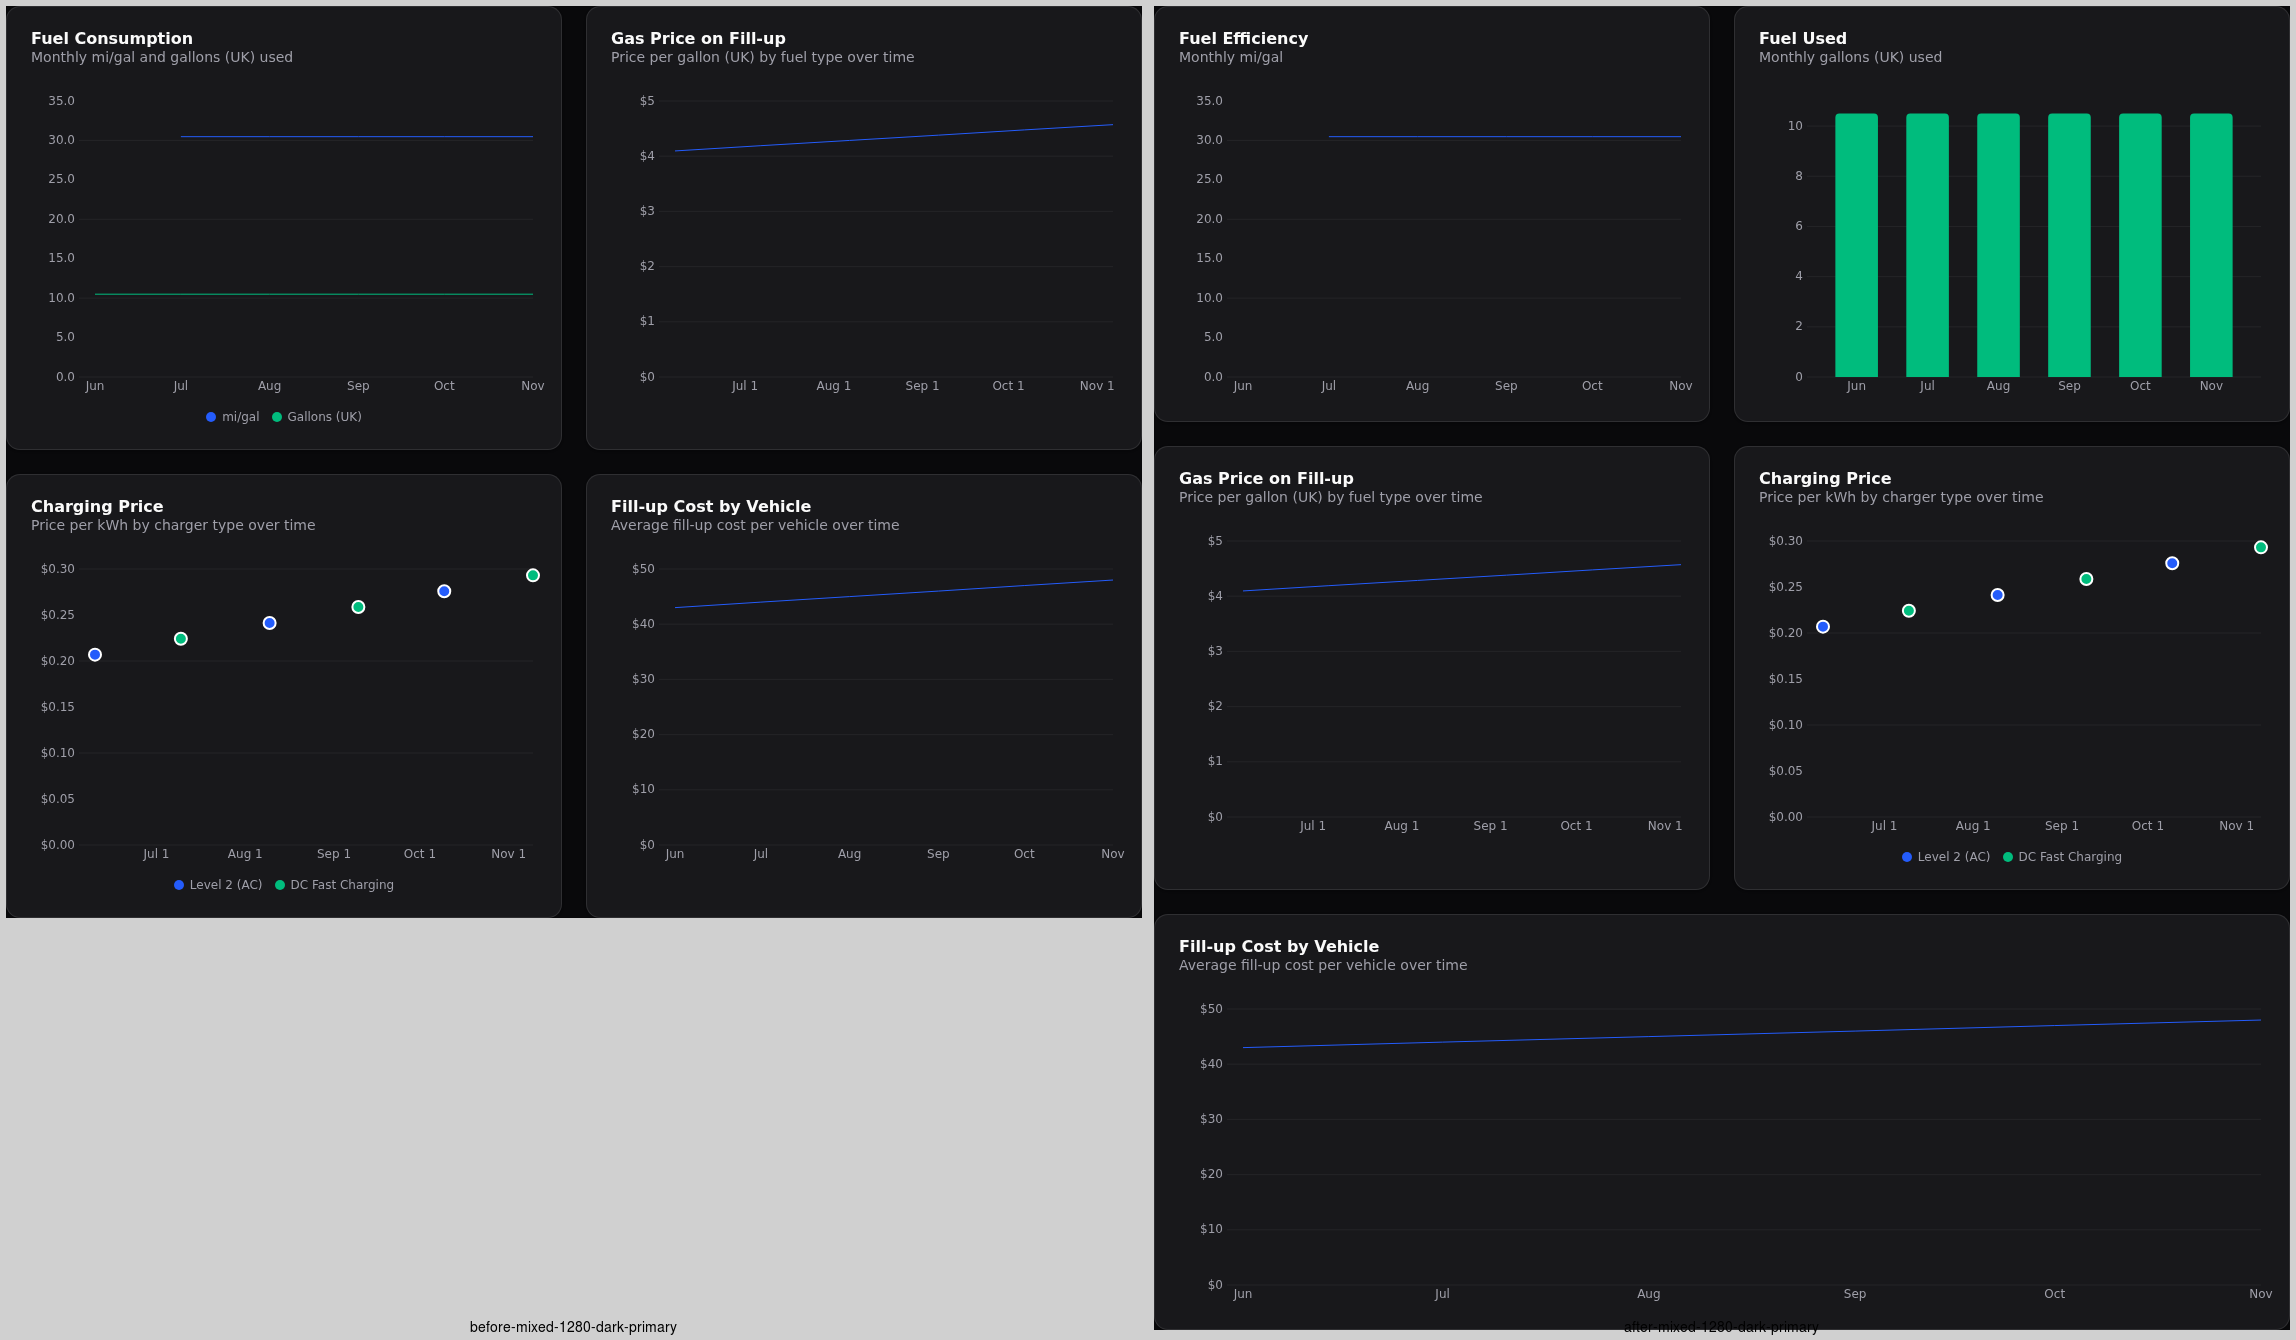 Fuel Consumption
Monthly mi/gal and gallons (UK) used
35.0
30.0
25.0
20.0
15.0
10.0
5.0
0.0
Jun Jul Aug Sep Oct Nov
mi/gal Gallons (UK)
Gas Price on Fill-up
Price per gallon (UK) by fuel type over time
$5
$4
$3
$2
$1
$0
Jul 1 Aug 1 Sep 1 Oct 1 Nov 1
Charging Price
Price per kWh by charger type over time
$0.30
$0.25
$0.20
$0.15
$0.10
$0.05
$0.00
Jul 1 Aug 1 Sep 1 Oct 1 Nov 1
Level 2 (AC) DC Fast Charging
Fill-up Cost by Vehicle
Average fill-up cost per vehicle over time
$50
$40
$30
$20
$10
$0
Jun Jul Aug Sep Oct Nov
before-mixed-1280-dark-primary
Fuel Efficiency
Monthly mi/gal
35.0
30.0
25.0
20.0
15.0
10.0
5.0
0.0
Jun Jul Aug Sep Oct Nov
Fuel Used
Monthly gallons (UK) used
10
8
6
4
2
0
Jun Jul Aug Sep Oct Nov
Gas Price on Fill-up
Price per gallon (UK) by fuel type over time
$5
$4
$3
$2
$1
$0
Jul 1 Aug 1 Sep 1 Oct 1 Nov 1
Charging Price
Price per kWh by charger type over time
$0.30
$0.25
$0.20
$0.15
$0.10
$0.05
$0.00
Jul 1 Aug 1 Sep 1 Oct 1 Nov 1
Level 2 (AC) DC Fast Charging
Fill-up Cost by Vehicle
Average fill-up cost per vehicle over time
$50
$40
$30
$20
$10
$0
Jun Jul Aug Sep Oct Nov
after-mixed-1280-dark-primary